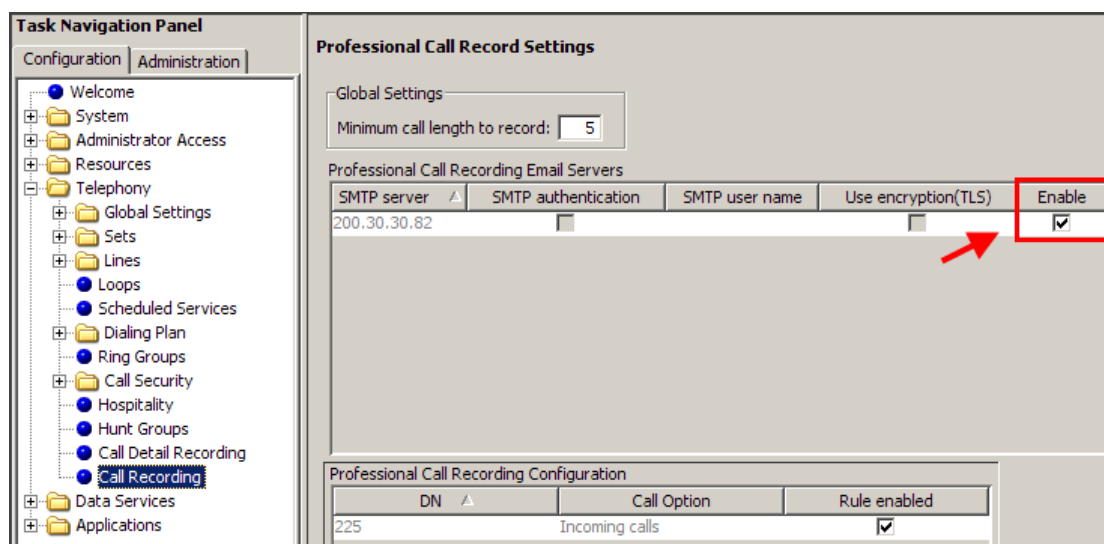 Task Navigation Panel
Configuration
Administration
Welcome
System
Administrator Access
Resources
Telephony
Global Settings
Sets
Lines
Loops
Scheduled Services
Dialing Plan
Ring Groups
Call Security
Hospitality
Hunt Groups
Call Detail Recording
Call Recording
Data Services
Applications
Professional Call Record Settings
Global Settings
Minimum call length to record: 5
Professional Call Recording Email Servers
SMTP server SMTP authentication SMTP user name Use encryption(TLS) Enable
200.30.30.82
Professional Call Recording Configuration
DN Call Option Rule enabled
225 Incoming calls